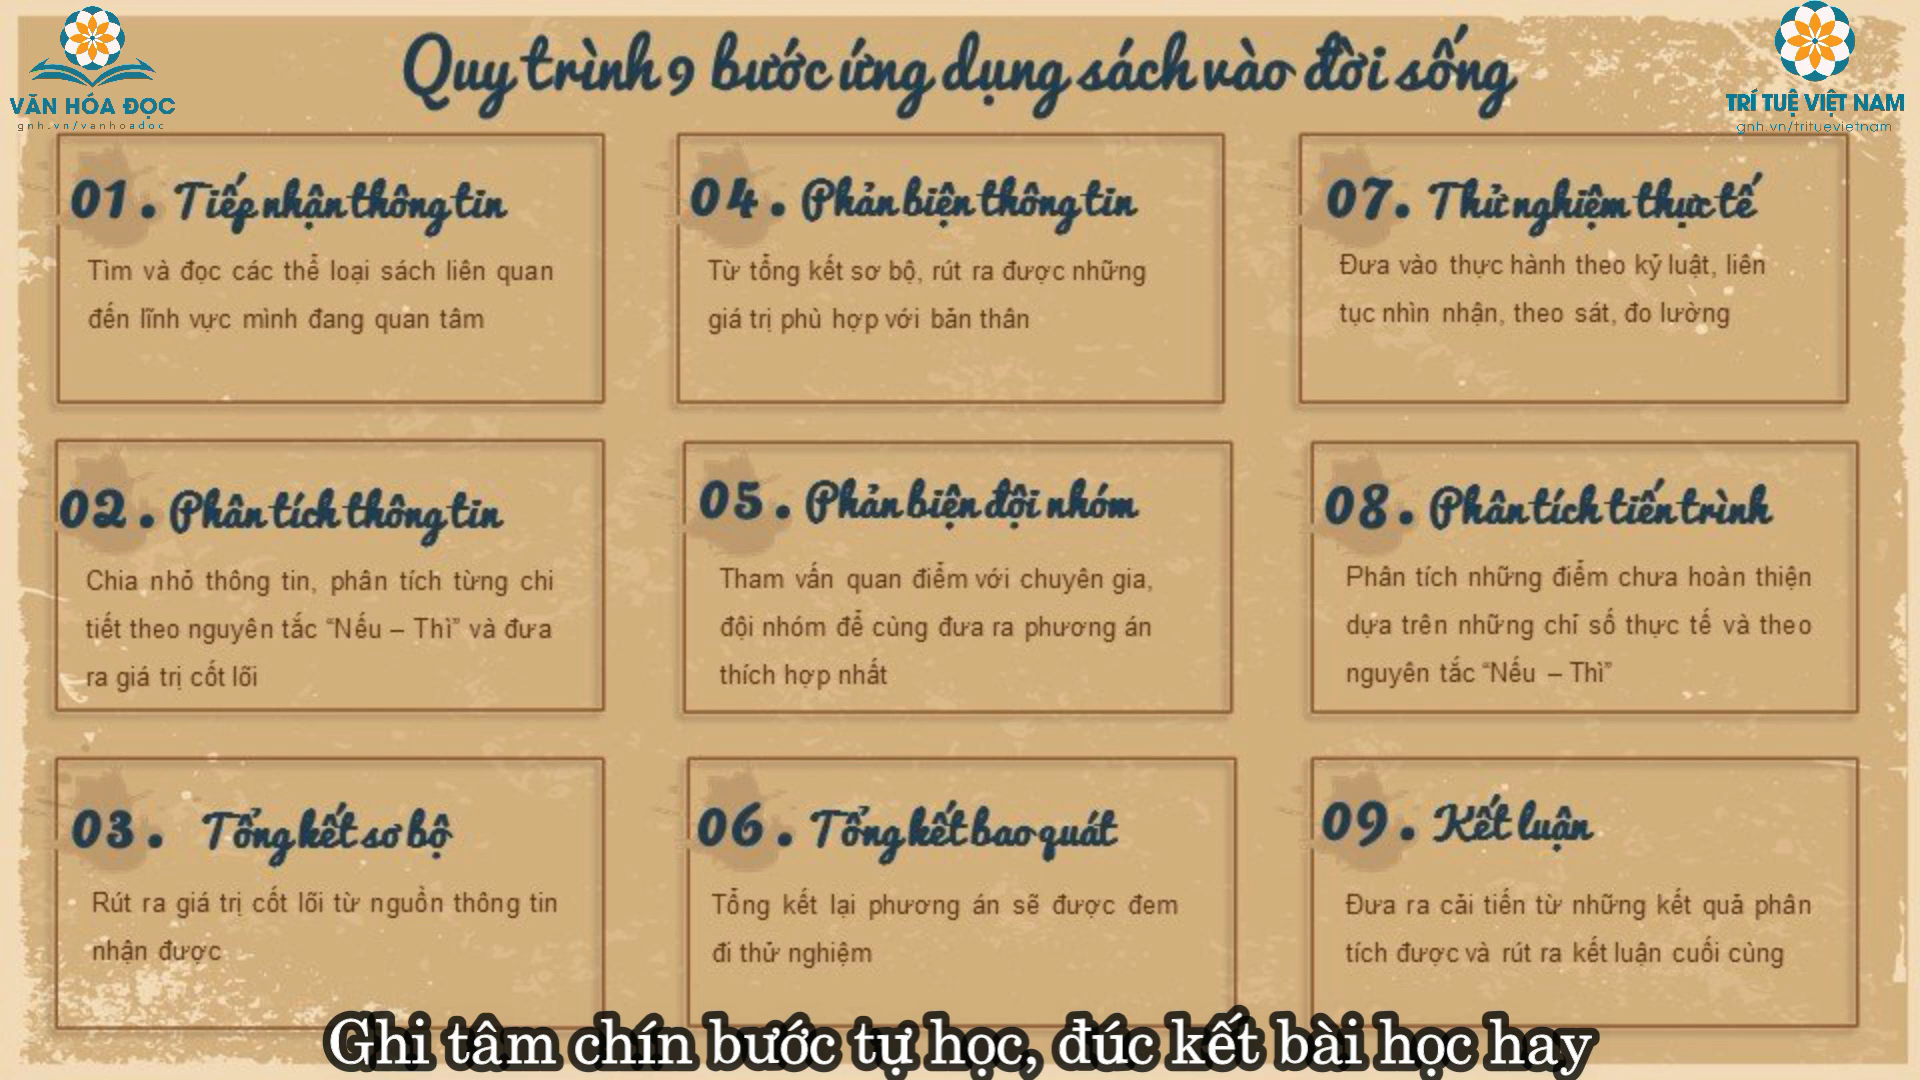 VĂN HÓA ĐỌC
gnh.vn/vanhoadoc
Quy trình 9 bước ứng dụng sách vào đời sống
TRÍ TUỆ VIỆT NAM
gnh.vn/trituevietnam
01. Tiếp nhận thông tin
Tìm và đọc các thể loại sách liên quan
đến lĩnh vực mình đang quan tâm
02. Phân tích thông tin
Chia nhỏ thông tin, phân tích từng chi
tiết theo nguyên tắc “Nếu – Thì” và đưa
ra giá trị cốt lõi
03. Tổng kết sơ bộ
Rút ra giá trị cốt lõi từ nguồn thông tin
nhận được
04. Phản biện thông tin
Từ tổng kết sơ bộ, rút ra được những
giá trị phù hợp với bản thân
05. Phản biện đội nhóm
Tham vấn quan điểm với chuyên gia,
đội nhóm để cùng đưa ra phương án
thích hợp nhất
06. Tổng kết bao quát
Tổng kết lại phương án sẽ được đem
đi thử nghiệm
07. Thử nghiệm thực tế
Đưa vào thực hành theo kỷ luật, liên
tục nhìn nhận, theo sát, đo lường
08. Phân tích tiến trình
Phân tích những điểm chưa hoàn thiện
dựa trên những chỉ số thực tế và theo
nguyên tắc “Nếu – Thì”
09. Kết luận
Đưa ra cải tiến từ những kết quả phân
tích được và rút ra kết luận cuối cùng
Ghi tâm chín bước tự học, đúc kết bài học hay